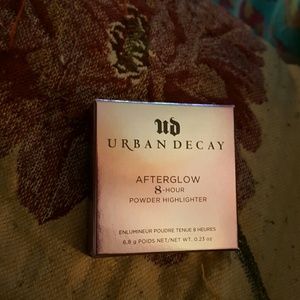 ud
URBAN DECAY
AFTERGLOW
8-HOUR
POWDER HIGHLIGHTER
ENLUMINEUR POUDRE TENUE 8 HEURES
6.8 g POIDS NET/NET WT. 0.23 oz